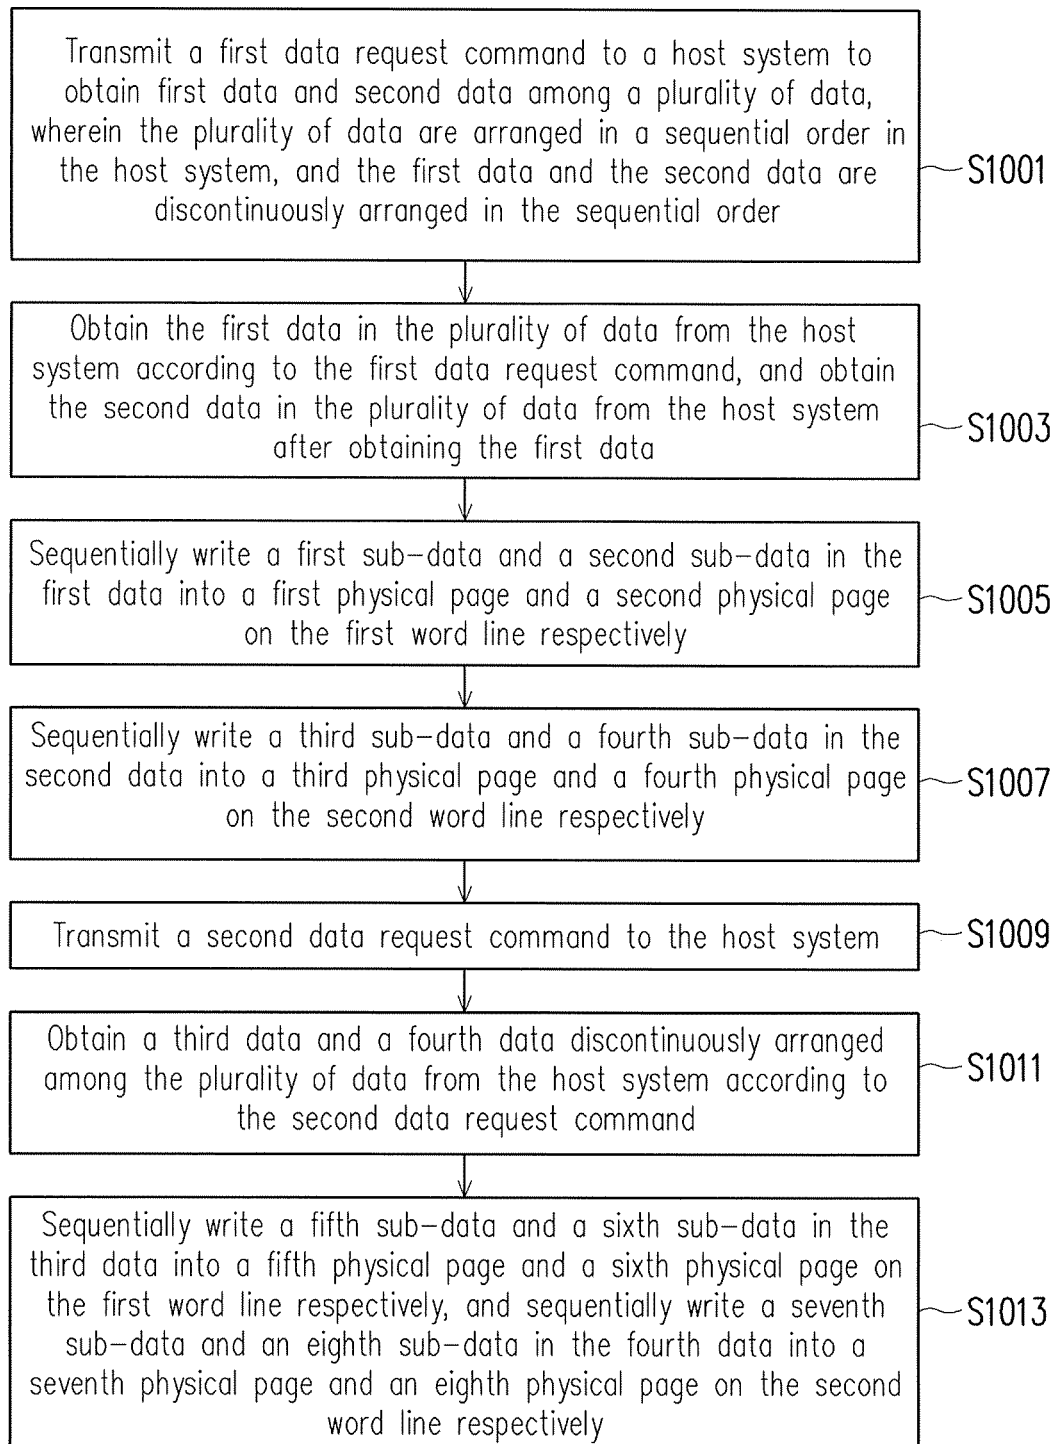 Transmit a first data request command to a host system to
obtain first data and second data among a plurality of data,
wherein the plurality of data are arranged in a sequential order in
the host system, and the first data and the second data are
discontinuously arranged in the sequential order
S1001
Obtain the first data in the plurality of data from the host
system according to the first data request command, and obtain
the second data in the plurality of data from the host system
after obtaining the first data
S1003
Sequentially write a first sub-data and a second sub-data in the
first data into a first physical page and a second physical page
on the first word line respectively
S1005
Sequentially write a third sub-data and a fourth sub-data in the
second data into a third physical page and a fourth physical page
on the second word line respectively
S1007
Transmit a second data request command to the host system
S1009
Obtain a third data and a fourth data discontinuously arranged
among the plurality of data from the host system according to
the second data request command
S1011
Sequentially write a fifth sub-data and a sixth sub-data in the
third data into a fifth physical page and a sixth physical page on
the first word line respectively, and sequentially write a seventh
sub-data and an eighth sub-data in the fourth data into a
seventh physical page and an eighth physical page on the second
word line respectively
S1013